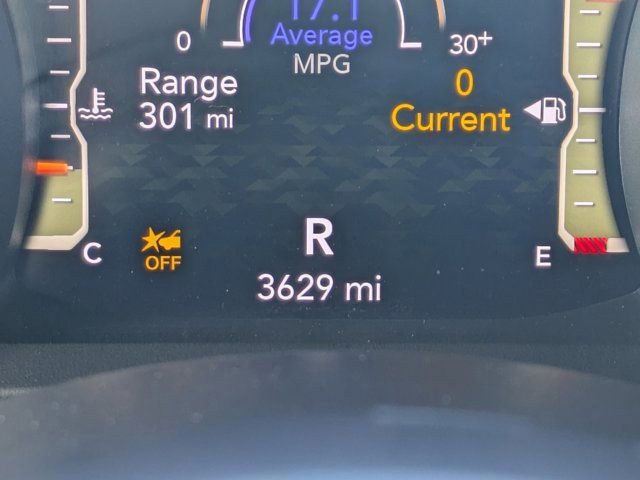 17.1
Average
MPG
0
30+
Range
301 mi
0
Current
C
OFF
R
E
3629 mi